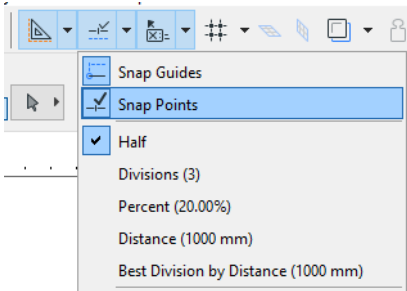 Snap Guides
Snap Points
Half
Divisions (3)
Percent (20.00%)
Distance (1000 mm)
Best Division by Distance (1000 mm)